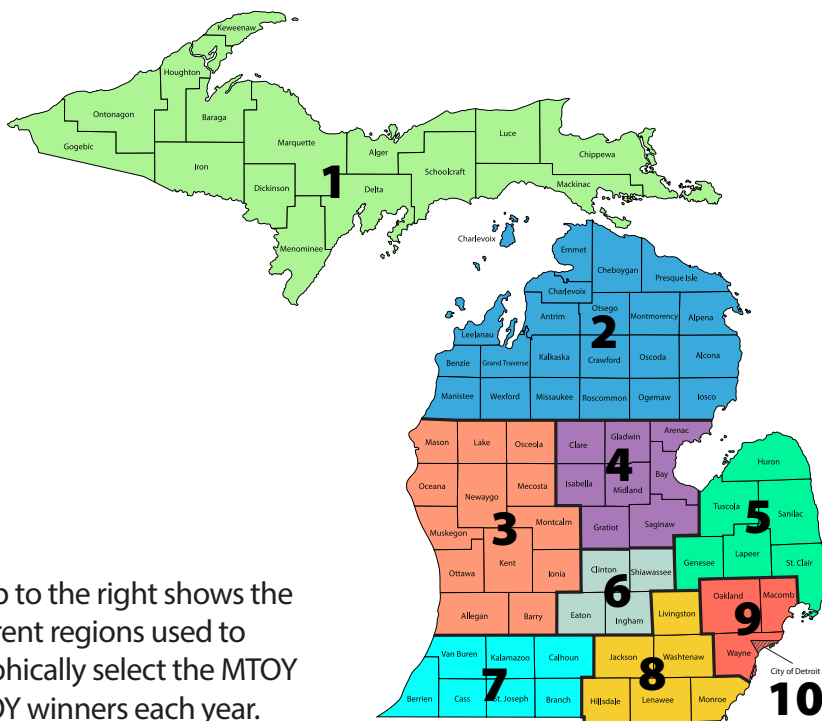 Keweenaw
Houghton
Ontonagon
Baraga
Gogebic
Marquette
Iron
Dickinson
Menominee
Alger
Delta
Schoolcraft
Luce
Chippewa
Mackinac
1
Charlevoix
Emmet
Cheboygan
Presque Isle
Charlevoix
Antrim
Otsego
Montmorency
Alpena
2
Leelanau
Benzie
Grand Traverse
Kalkaska
Crawford
Oscoda
Alcona
Manistee
Wexford
Missaukee
Roscommon
Ogemaw
Iosco
Mason
Lake
Osceola
Oceana
Newaygo
Mecosta
Muskegon
Montcalm
3
Ottawa
Kent
Ionia
Allegan
Barry
Clare
Gladwin
Arenac
4
Isabella
Midland
Bay
Gratiot
Saginaw
Huron
Tuscola
Sanilac
5
Genesee
Lapeer
St. Clair
Clinton
Shiawassee
6
Eaton
Ingham
Livingston
Oakland
Macomb
9
Wayne
City of Detroit
10
Van Buren
Kalamazoo
Calhoun
7
Berrien
Cass
St. Joseph
Branch
Jackson
Washtenaw
8
Hillsdale
Lenawee
Monroe
p to the right shows the
rent regions used to
phically select the MTOY
OY winners each year.